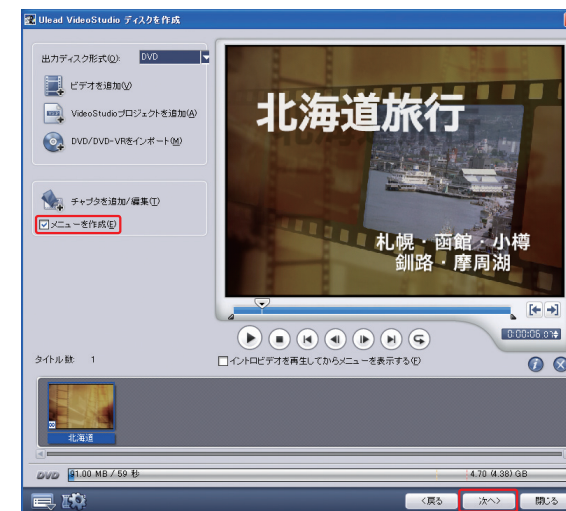 Ulead VideoStudio ディスクを作成
出力ディスク形式(O): DVD
ビデオを追加(V)
VideoStudioプロジェクトを追加(A)
DVD/DVD-VRをインポート(M)
チャプタを追加/編集(T)
メニューを作成(E)
北海道旅行
札幌・函館・小樽
釧路・摩周湖
0:00:05.01
タイトル数: 1
イントロビデオを再生してからメニューを表示する(F)
北海道
DVD 91.00 MB / 59 秒 4.70 (4.38) GB
<戻る 次へ> 閉じる